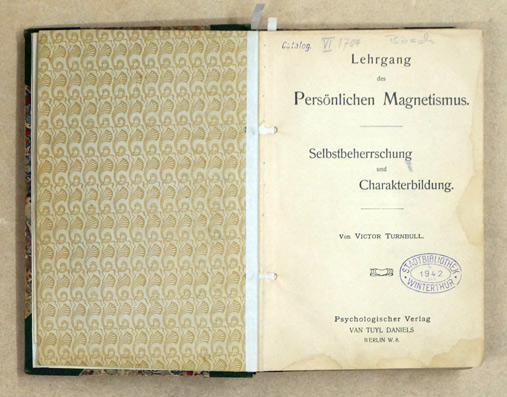 Catalog. VI 1704
Lehrgang
des
Persönlichen Magnetismus.
Selbstbeherrschung
und
Charakterbildung.
Von VICTOR TURNBULL.
STADTBIBLIOTHEK
1942
WINTERTHUR
Psychologischer Verlag
VAN TUYL DANIELS
BERLIN W. 8.